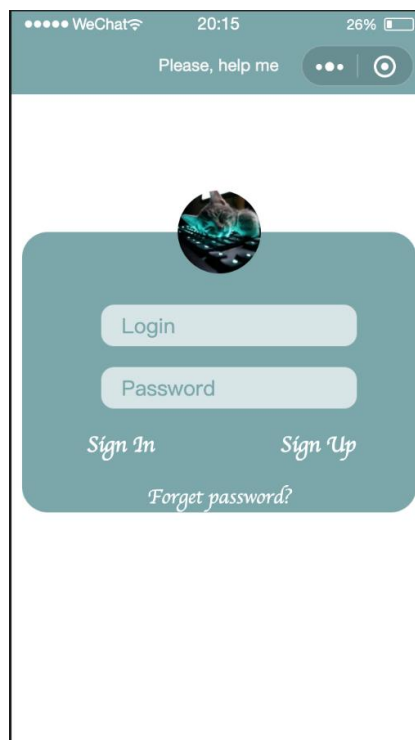 WeChat 20:15 26%
Please, help me
Login
Password
Sign In Sign Up
Forget password?